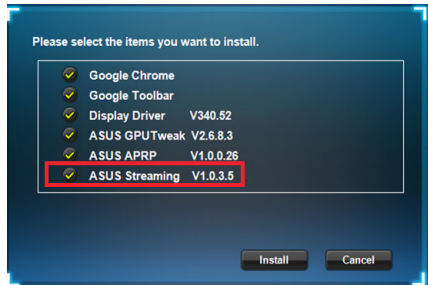 Please select the items you want to install.
Google Chrome
Google Toolbar
Display Driver V340.52
ASUS GPUTweak V2.6.8.3
ASUS APRP V1.0.0.26
ASUS Streaming V1.0.3.5
Install Cancel